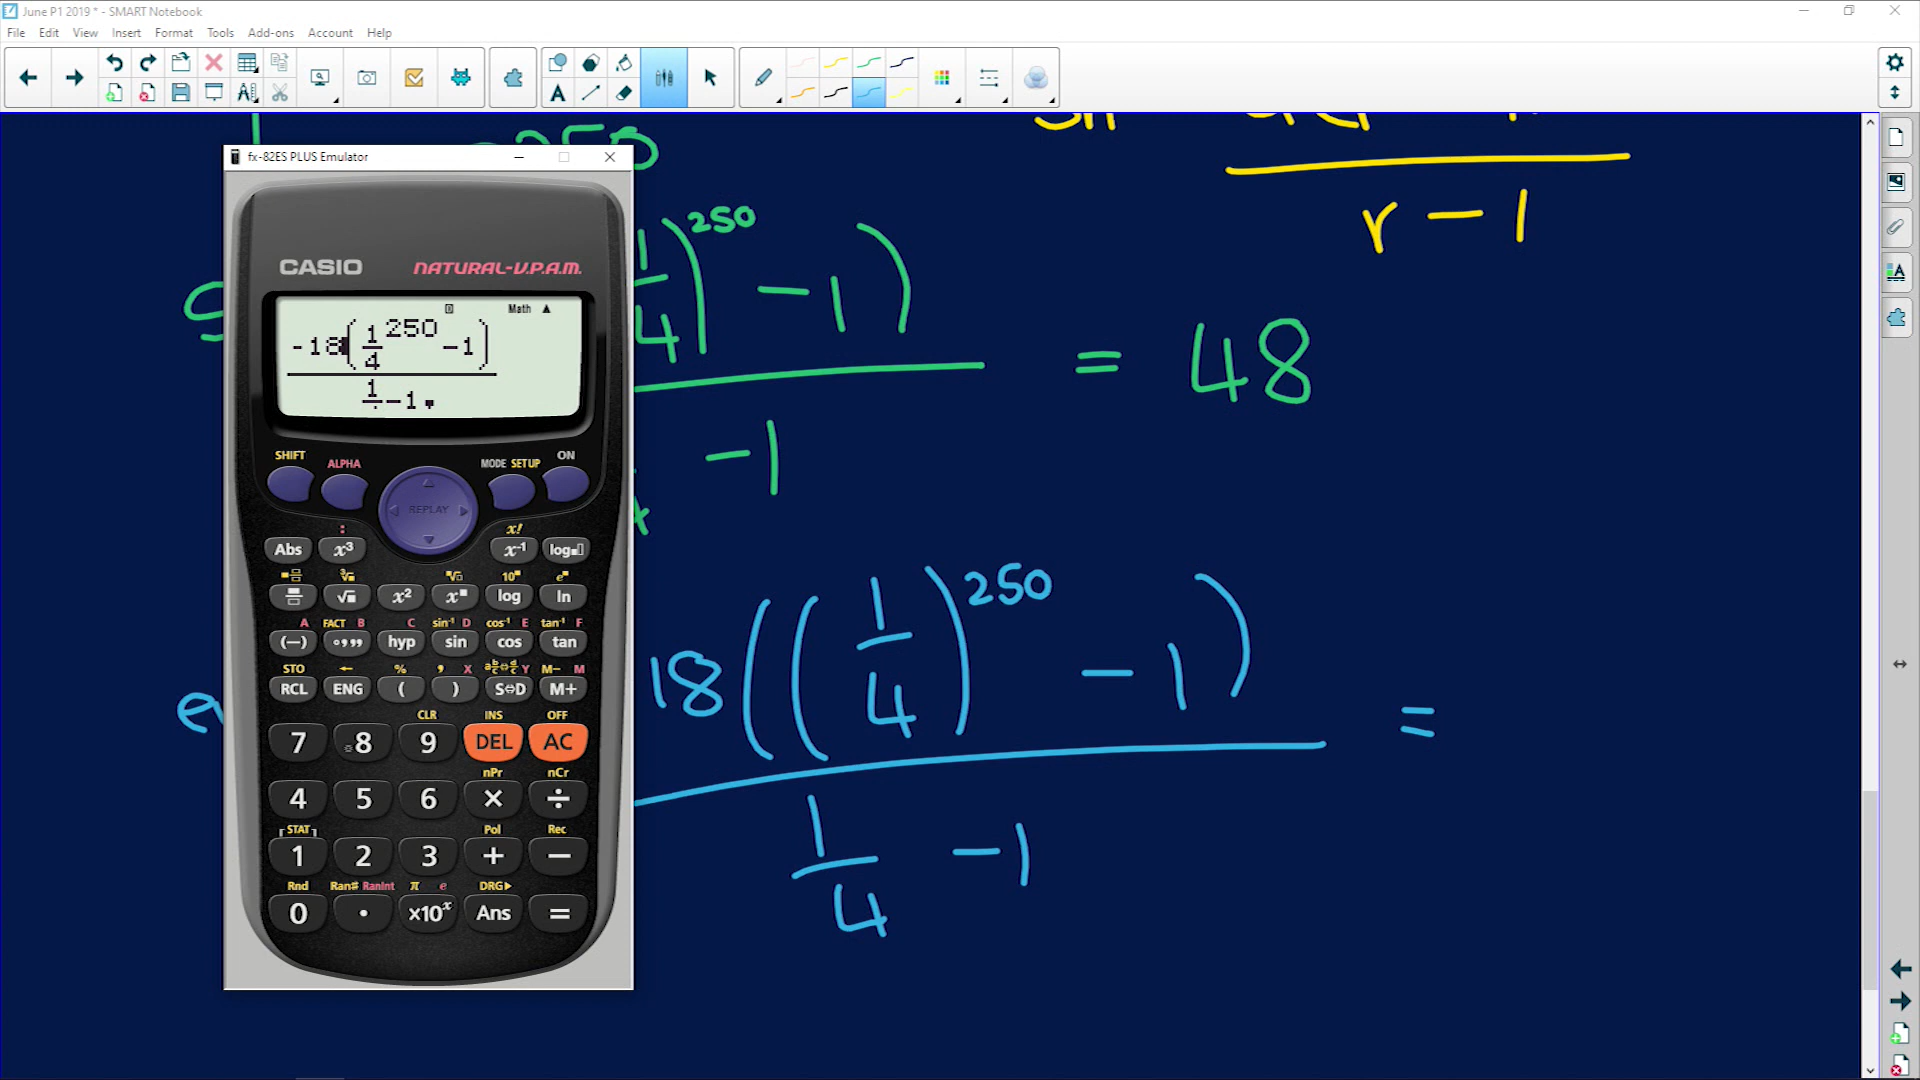 June P1 2019 * - SMART Notebook
File Edit View Insert Format Tools Add-ons Account Help
fx-82ES PLUS Emulator
CASIO NATURAL-V.P.A.M.
D Math ▲
-18(1/4^250 -1)
1/ -1
SHIFT ALPHA MODE SETUP ON
REPLAY
: x!
Abs x³ x⁻¹ log
³√ 10ˣ eˣ
√ x² x log ln
A FACT B C sin⁻¹ D cos⁻¹ E tan⁻¹ F
(−) °,,, hyp sin cos tan
STO ← % , X a b/c⇔d/c Y M− M
RCL ENG ( ) S⇔D M+
CLR INS OFF
7 8 9 DEL AC
nPr nCr
4 5 6 × ÷
STAT Pol Rec
1 2 3 + −
Rnd Ran# RanInt π e DRG▶
0 . ×10ˣ Ans =
r - 1
1/4)^250 - 1) = 48
- 1
18((1/4)^250 - 1) =
1/4 - 1